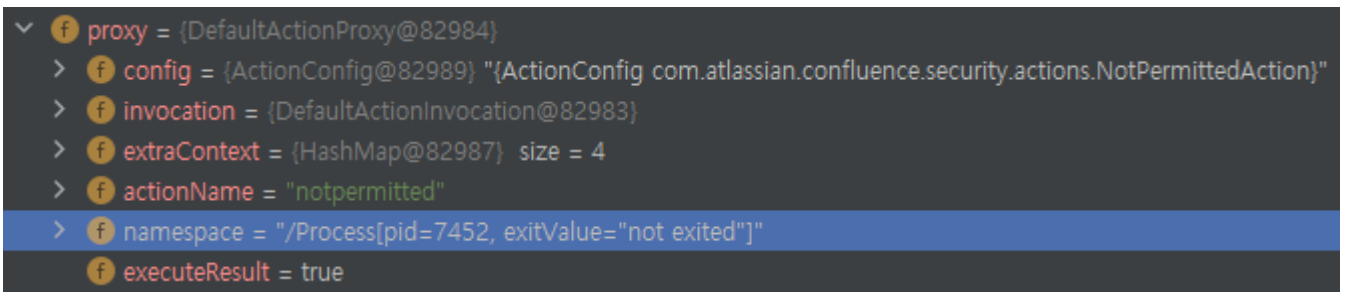 proxy = {DefaultActionProxy@82984}
config = {ActionConfig@82989} "{ActionConfig com.atlassian.confluence.security.actions.NotPermittedAction}"
invocation = {DefaultActionInvocation@82983}
extraContext = {HashMap@82987} size = 4
actionName = "notpermitted"
namespace = "/Process[pid=7452, exitValue="not exited"]"
executeResult = true